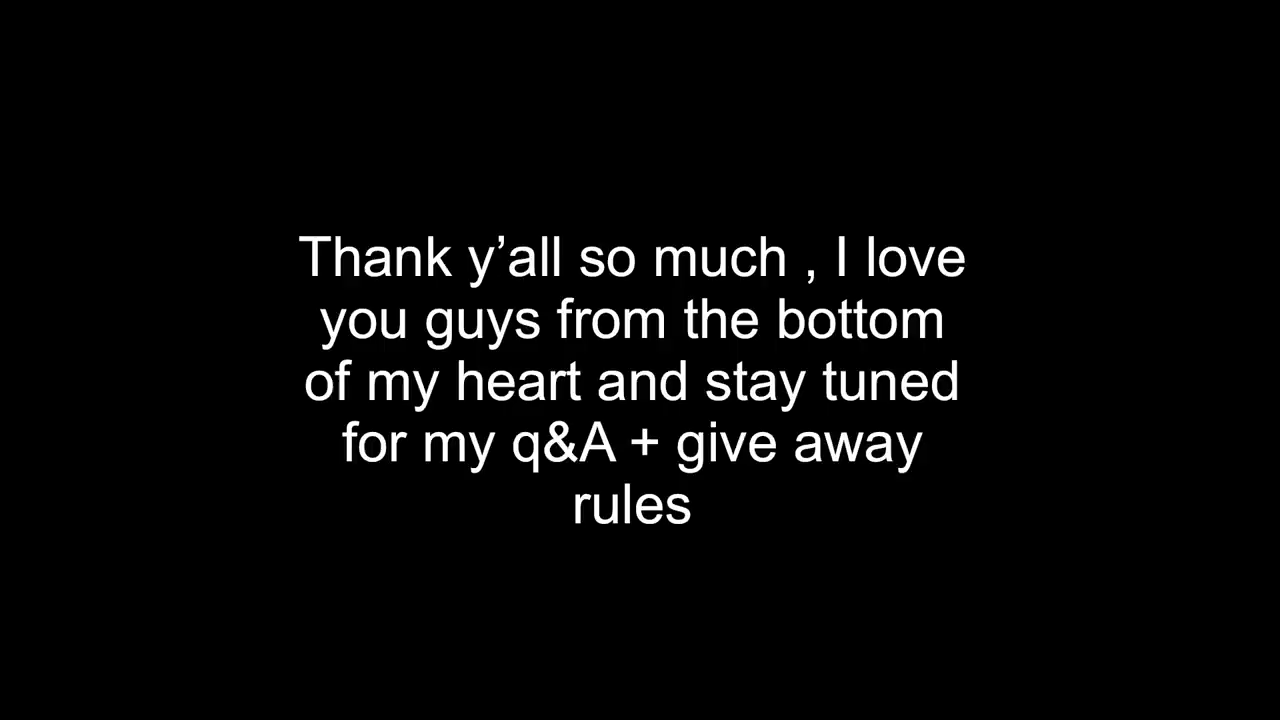 Thank y’all so much , I love
you guys from the bottom
of my heart and stay tuned
for my q&A + give away
rules